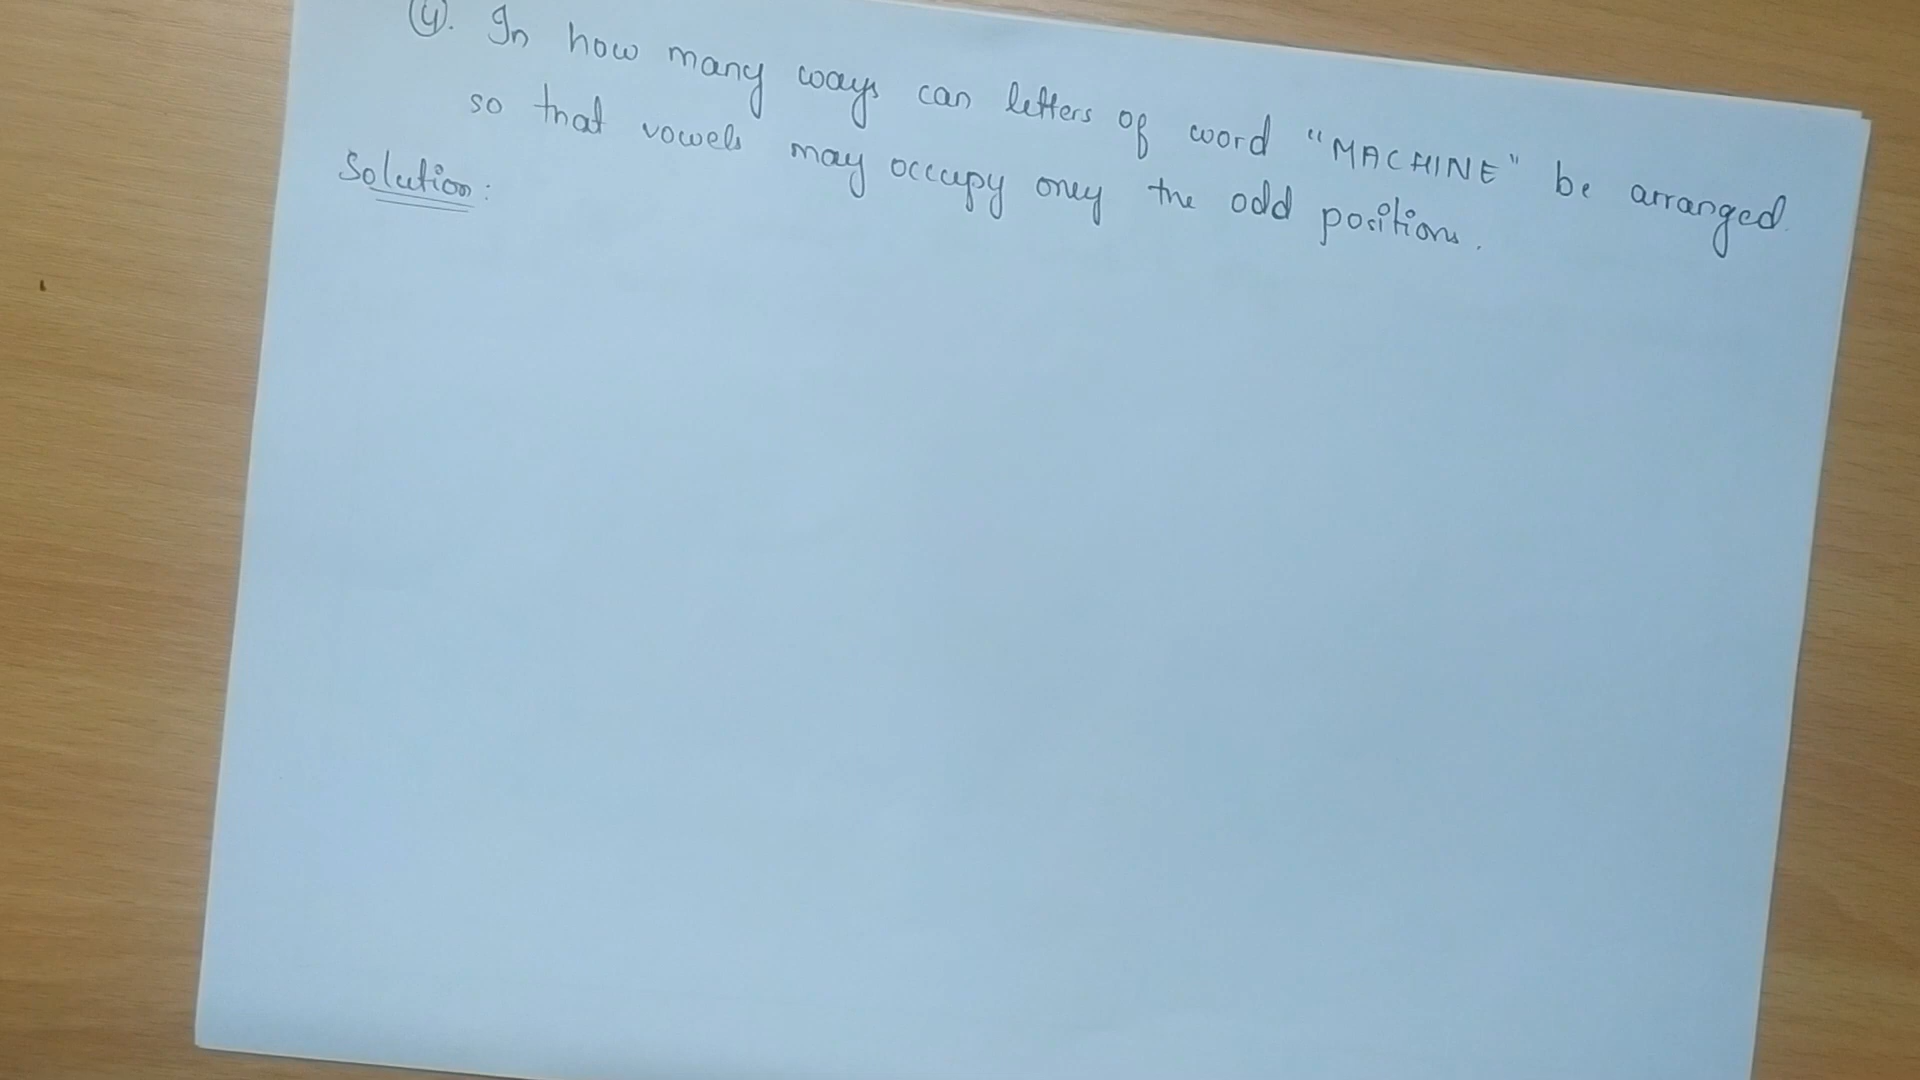 (4). In how many ways can letters of word "MACHINE" be arranged
so that vowels may occupy only the odd positions.
Solution: